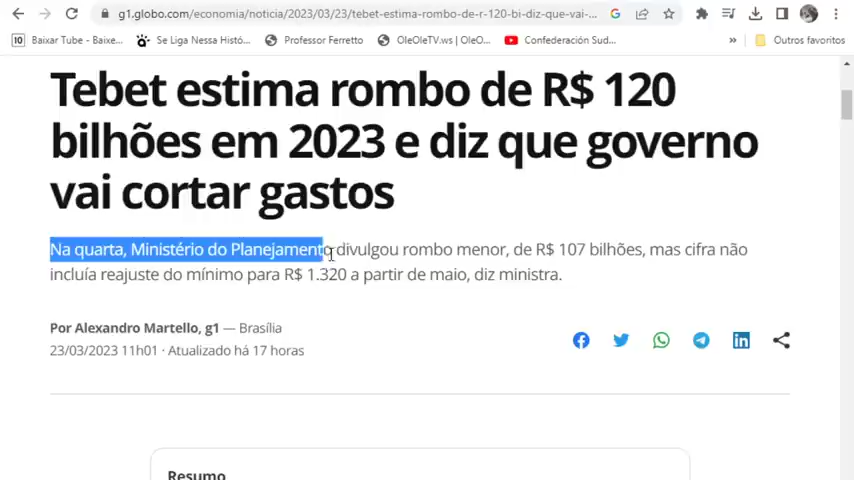 g1.globo.com/economia/noticia/2023/03/23/tebet-estima-rombo-de-r-120-bi-diz-que-vai-...
10 Baixar Tube - Baixe... Se Liga Nessa Histó... Professor Ferretto OleOleTV.ws | OleO... Confederación Sud... » Outros favoritos
Tebet estima rombo de R$ 120
bilhões em 2023 e diz que governo
vai cortar gastos
Na quarta, Ministério do Planejamento divulgou rombo menor, de R$ 107 bilhões, mas cifra não
incluía reajuste do mínimo para R$ 1.320 a partir de maio, diz ministra.
Por Alexandro Martello, g1 — Brasília
23/03/2023 11h01 · Atualizado há 17 horas
Resumo